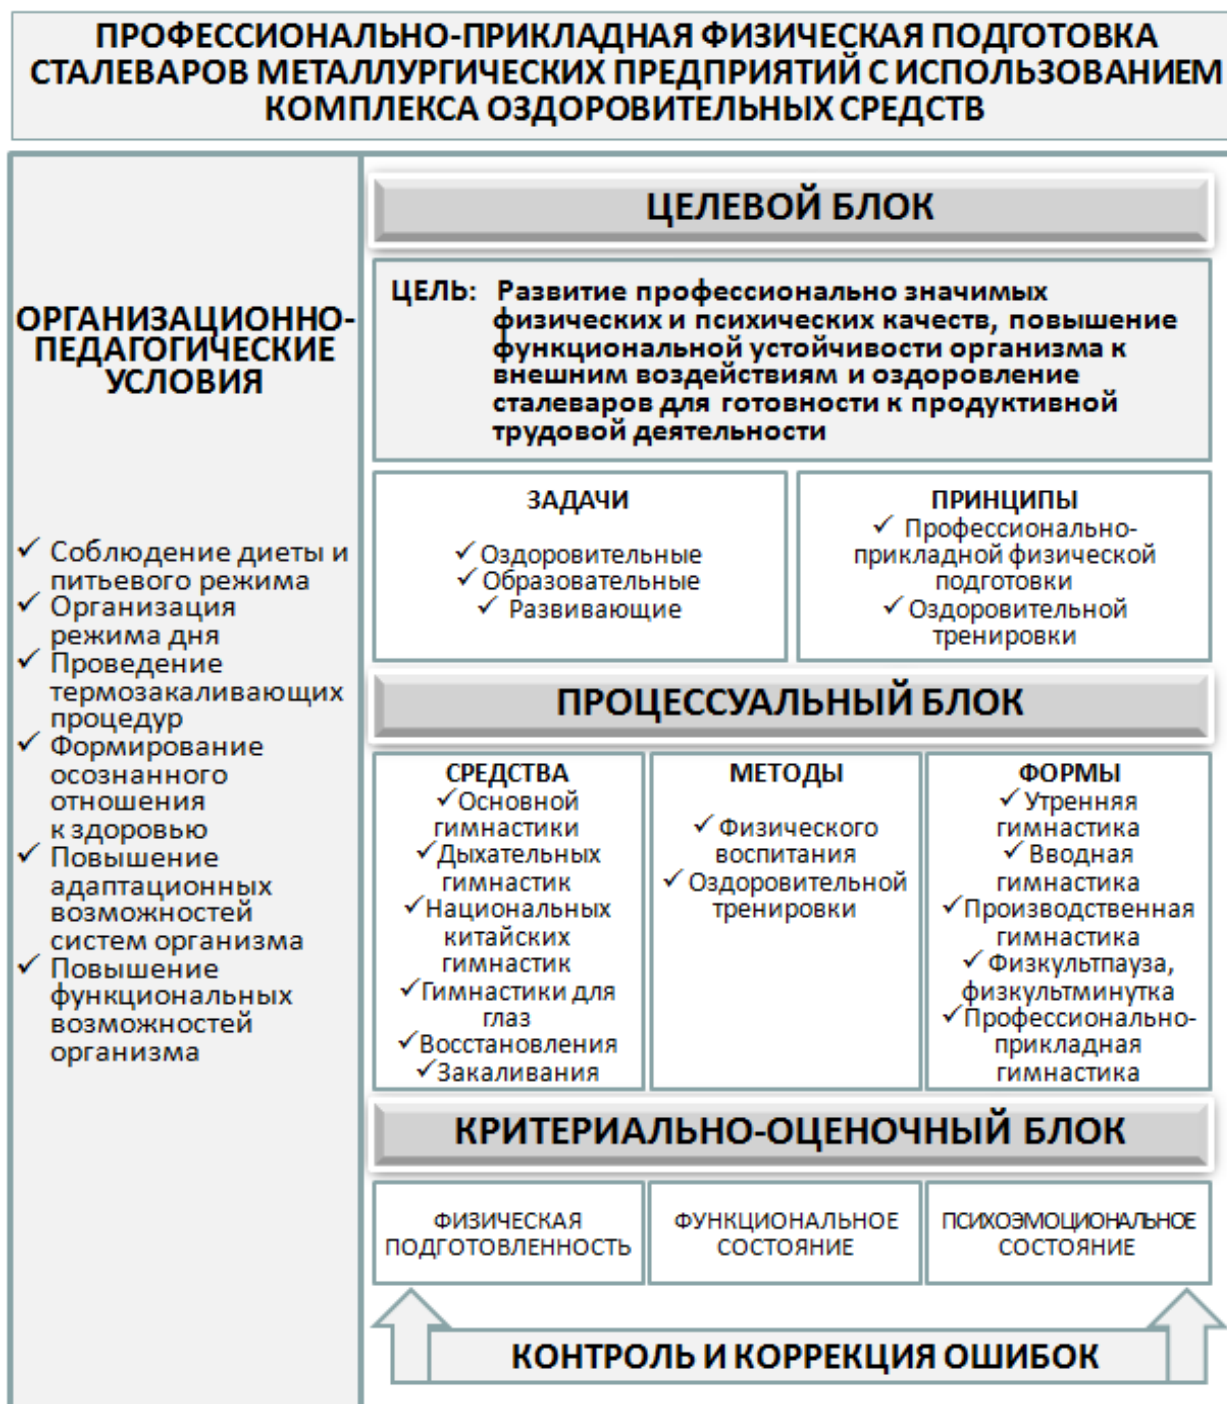 ПРОФЕССИОНАЛЬНО-ПРИКЛАДНАЯ ФИЗИЧЕСКАЯ ПОДГОТОВКА
СТАЛЕВАРОВ МЕТАЛЛУРГИЧЕСКИХ ПРЕДПРИЯТИЙ С ИСПОЛЬЗОВАНИЕМ
КОМПЛЕКСА ОЗДОРОВИТЕЛЬНЫХ СРЕДСТВ
ОРГАНИЗАЦИОННО-
ПЕДАГОГИЧЕСКИЕ
УСЛОВИЯ
✓ Соблюдение диеты и
питьевого режима
✓ Организация
режима дня
✓ Проведение
термозакаливающих
процедур
✓ Формирование
осознанного
отношения
к здоровью
✓ Повышение
адаптационных
возможностей
систем организма
✓ Повышение
функциональных
возможностей
организма
ЦЕЛЕВОЙ БЛОК
ЦЕЛЬ: Развитие профессионально значимых
физических и психических качеств, повышение
функциональной устойчивости организма к
внешним воздействиям и оздоровление
сталеваров для готовности к продуктивной
трудовой деятельности
ЗАДАЧИ
✓ Оздоровительные
✓ Образовательные
✓ Развивающие
ПРИНЦИПЫ
✓ Профессионально-
прикладной физической
подготовки
✓ Оздоровительной
тренировки
ПРОЦЕССУАЛЬНЫЙ БЛОК
СРЕДСТВА
✓ Основной
гимнастики
✓ Дыхательных
гимнастик
✓ Национальных
китайских
гимнастик
✓ Гимнастики для
глаз
✓ Восстановления
✓ Закаливания
МЕТОДЫ
✓ Физического
воспитания
✓ Оздоровительной
тренировки
ФОРМЫ
✓ Утренняя
гимнастика
✓ Вводная
гимнастика
✓ Производственная
гимнастика
✓ Физкультпауза,
физкультминутка
✓ Профессионально-
прикладная
гимнастика
КРИТЕРИАЛЬНО-ОЦЕНОЧНЫЙ БЛОК
ФИЗИЧЕСКАЯ
ПОДГОТОВЛЕННОСТЬ
ФУНКЦИОНАЛЬНОЕ
СОСТОЯНИЕ
ПСИХОЭМОЦИОНАЛЬНОЕ
СОСТОЯНИЕ
КОНТРОЛЬ И КОРРЕКЦИЯ ОШИБОК